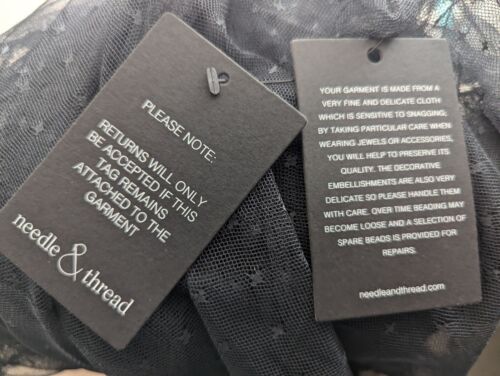 PLEASE NOTE:
RETURNS WILL ONLY
BE ACCEPTED IF THIS
TAG REMAINS
ATTACHED TO THE
GARMENT
needle
& thread
YOUR GARMENT IS MADE FROM A
VERY FINE AND DELICATE CLOTH
WHICH IS SENSITIVE TO SNAGGING;
BY TAKING PARTICULAR CARE WHEN
WEARING JEWELS OR ACCESSORIES,
YOU WILL HELP TO PRESERVE ITS
QUALITY. THE DECORATIVE
EMBELLISHMENTS ARE ALSO VERY
DELICATE SO PLEASE HANDLE THEM
WITH CARE. OVER TIME BEADING MAY
BECOME LOOSE AND A SELECTION OF
SPARE BEADS IS PROVIDED FOR
REPAIRS.
needleandthread.com